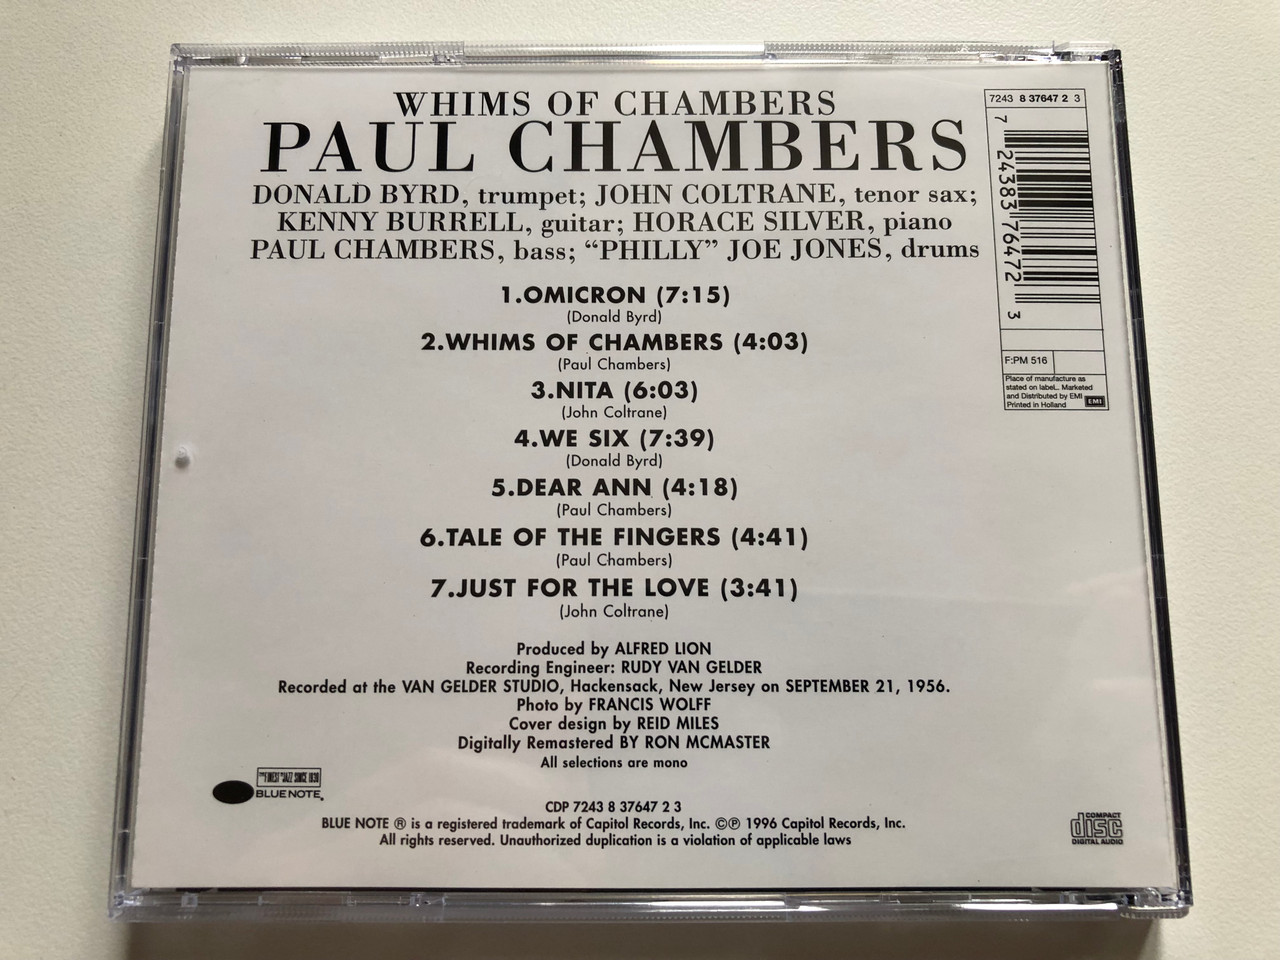 WHIMS OF CHAMBERS
PAUL CHAMBERS
DONALD BYRD, trumpet; JOHN COLTRANE, tenor sax;
KENNY BURRELL, guitar; HORACE SILVER, piano
PAUL CHAMBERS, bass; “PHILLY” JOE JONES, drums
1.OMICRON (7:15)
(Donald Byrd)
2.WHIMS OF CHAMBERS (4:03)
(Paul Chambers)
3.NITA (6:03)
(John Coltrane)
4.WE SIX (7:39)
(Donald Byrd)
5.DEAR ANN (4:18)
(Paul Chambers)
6.TALE OF THE FINGERS (4:41)
(Paul Chambers)
7.JUST FOR THE LOVE (3:41)
(John Coltrane)
Produced by ALFRED LION
Recording Engineer: RUDY VAN GELDER
Recorded at the VAN GELDER STUDIO, Hackensack, New Jersey on SEPTEMBER 21, 1956.
Photo by FRANCIS WOLFF
Cover design by REID MILES
Digitally Remastered BY RON MCMASTER
All selections are mono
THE FINEST IN JAZZ SINCE 1939
BLUE NOTE®
CDP 7243 8 37647 2 3
BLUE NOTE ® is a registered trademark of Capitol Records, Inc. ©℗ 1996 Capitol Records, Inc.
All rights reserved. Unauthorized duplication is a violation of applicable laws
COMPACT
disc
DIGITAL AUDIO
7243 8 37647 2 3
7 24383 76472 3
F:PM 516
Place of manufacture as
stated on label. Marketed
and Distributed by EMI
Printed in Holland
EMI